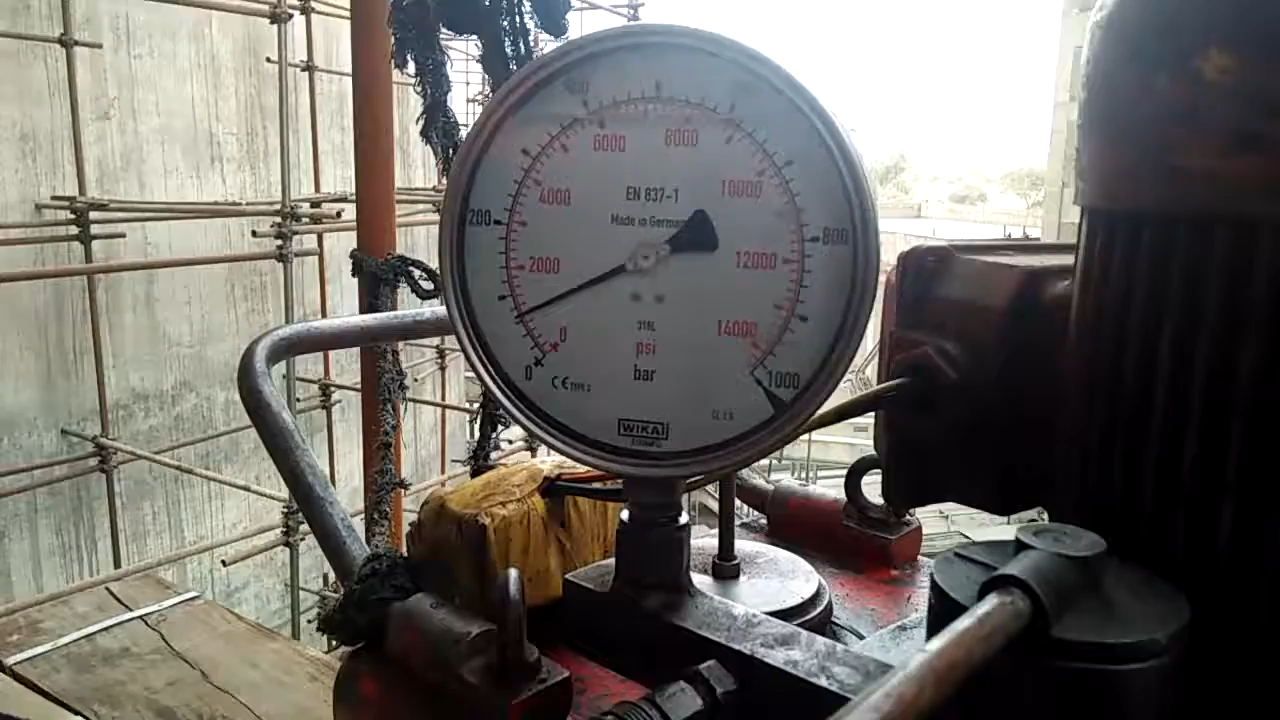 6000 8000
4000 EN 837-1 10000
200 Made in German 800
2000 12000
0 316L 14000
psi
0 bar 1000
WIKA